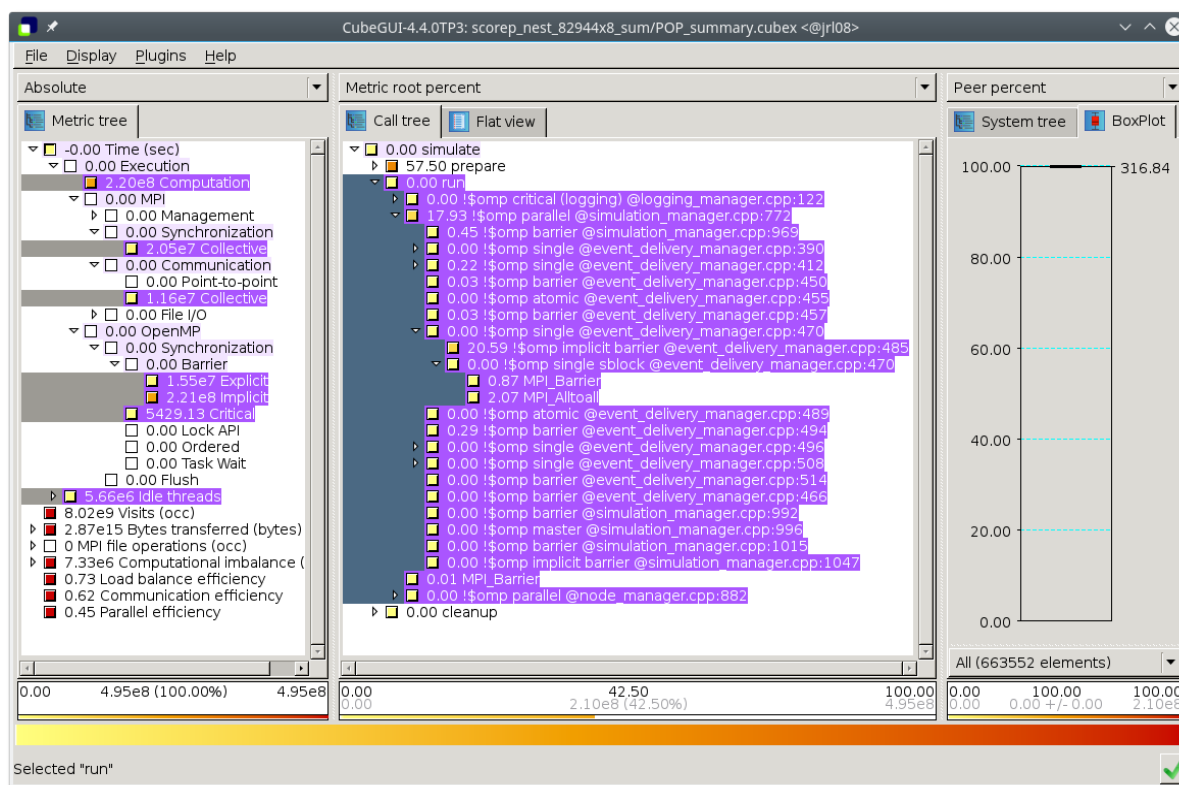 CubeGUI-4.4.0TP3: scorep_nest_82944x8_sum/POP_summary.cubex <@jrl08>
File Display Plugins Help
Absolute
Metric tree
-0.00 Time (sec)
0.00 Execution
2.20e8 Computation
0.00 MPI
0.00 Management
0.00 Synchronization
2.05e7 Collective
0.00 Communication
0.00 Point-to-point
1.16e7 Collective
0.00 File I/O
0.00 OpenMP
0.00 Synchronization
0.00 Barrier
1.55e7 Explicit
2.21e8 Implicit
5429.13 Critical
0.00 Lock API
0.00 Ordered
0.00 Task Wait
0.00 Flush
5.66e6 Idle threads
8.02e9 Visits (occ)
2.87e15 Bytes transferred (bytes)
0 MPI file operations (occ)
7.33e6 Computational imbalance (
0.73 Load balance efficiency
0.62 Communication efficiency
0.45 Parallel efficiency
0.00 4.95e8 (100.00%) 4.95e8
Metric root percent
Call tree Flat view
0.00 simulate
57.50 prepare
0.00 run
0.00 !$omp critical (logging) @logging_manager.cpp:122
17.93 !$omp parallel @simulation_manager.cpp:772
0.45 !$omp barrier @simulation_manager.cpp:969
0.00 !$omp single @event_delivery_manager.cpp:390
0.22 !$omp single @event_delivery_manager.cpp:412
0.03 !$omp barrier @event_delivery_manager.cpp:450
0.00 !$omp atomic @event_delivery_manager.cpp:455
0.03 !$omp barrier @event_delivery_manager.cpp:457
0.00 !$omp single @event_delivery_manager.cpp:470
20.59 !$omp implicit barrier @event_delivery_manager.cpp:485
0.00 !$omp single sblock @event_delivery_manager.cpp:470
0.87 MPI_Barrier
2.07 MPI_Alltoall
0.00 !$omp atomic @event_delivery_manager.cpp:489
0.29 !$omp barrier @event_delivery_manager.cpp:494
0.00 !$omp single @event_delivery_manager.cpp:496
0.00 !$omp single @event_delivery_manager.cpp:508
0.00 !$omp barrier @event_delivery_manager.cpp:514
0.00 !$omp barrier @event_delivery_manager.cpp:466
0.00 !$omp barrier @simulation_manager.cpp:992
0.00 !$omp master @simulation_manager.cpp:996
0.00 !$omp barrier @simulation_manager.cpp:1015
0.00 !$omp implicit barrier @simulation_manager.cpp:1047
0.01 MPI_Barrier
0.00 !$omp parallel @node_manager.cpp:882
0.00 cleanup
0.00 42.50 100.00
0.00 2.10e8 (42.50%) 4.95e8
Peer percent
System tree BoxPlot
100.00 316.84
80.00
60.00
40.00
20.00
0.00
All (663552 elements)
0.00 100.00 100.00
0.00 0.00 +/- 0.00 2.10e8
Selected "run"